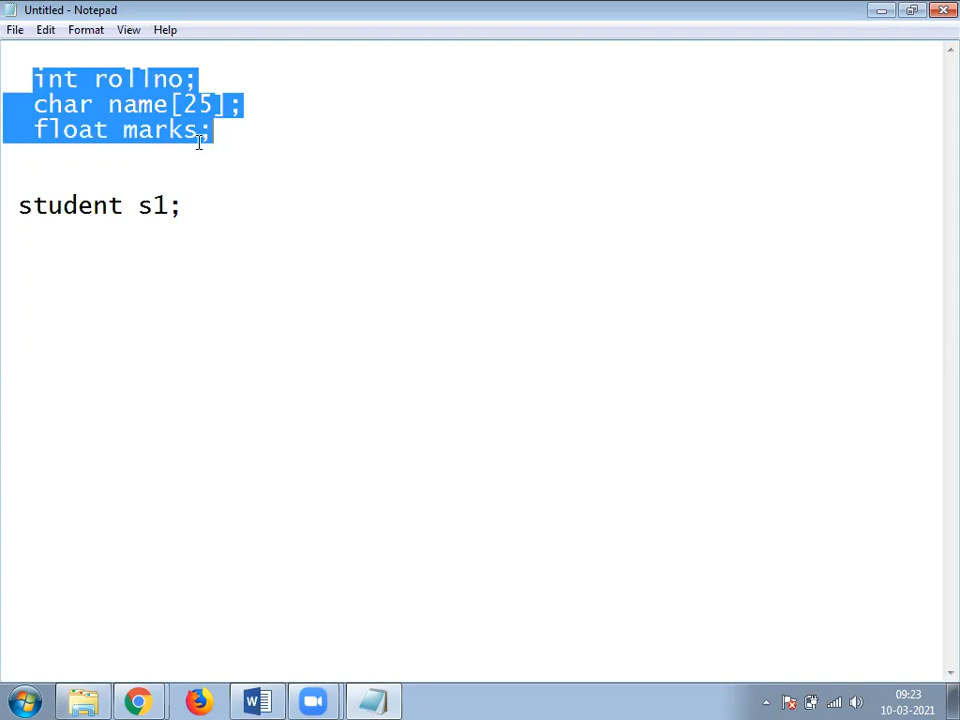 Untitled - Notepad
File Edit Format View Help
int rollno;
char name[25];
float marks;
student s1;
09:23
10-03-2021